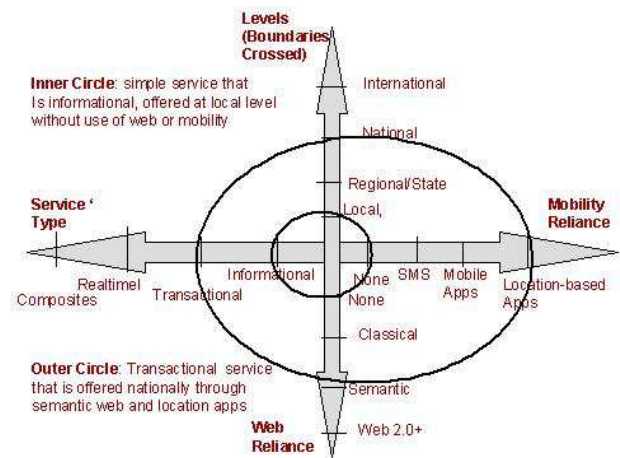 Levels
(Boundaries
Crossed)
Inner Circle: simple service that
Is informational, offered at local level
without use of web or mobility
International
National
Regional/State
Local,
Service '
Type
Mobility
Reliance
Informational
None
SMS
Mobile
Apps
Location-based
Apps
Realtimel
Composites
Transactional
None
Classical
Outer Circle: Transactional service
that is offered nationally through
semantic web and location apps
Semantic
Web
Reliance
Web 2.0+